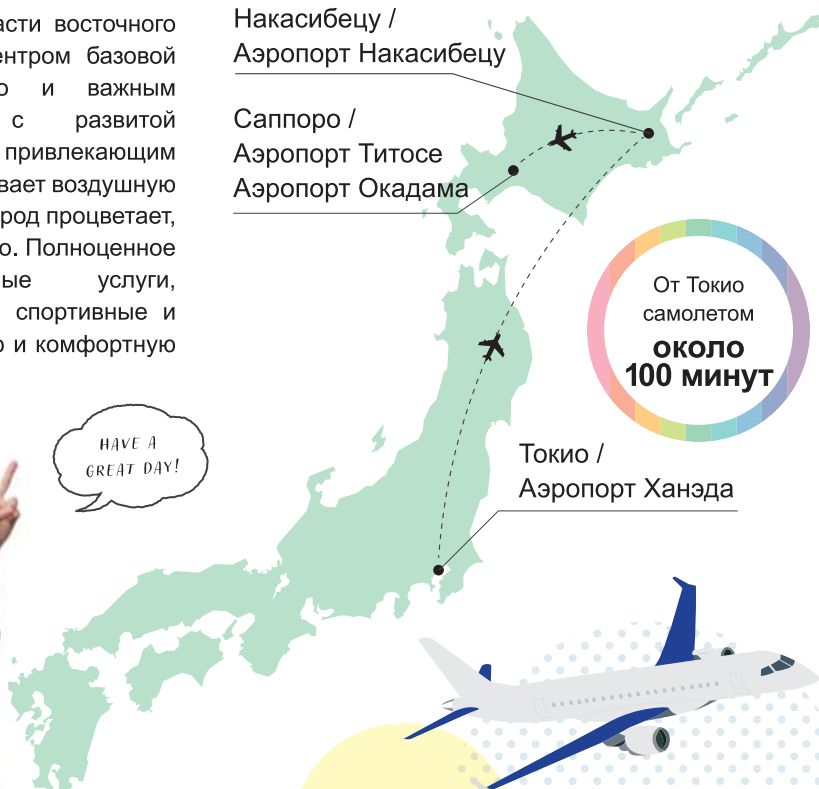 асти восточного
ентром базовой
о и важным
с развитой
привлекающим
вает воздушную
род процветает,
о. Полноценное
ые услуги,
спортивные и
о и комфортную
Накасибецу /
Аэропорт Накасибецу
Саппоро /
Аэропорт Титосе
Аэропорт Окадама
От Токио
самолетом
около
100 минут
HAVE A
GREAT DAY!
Токио /
Аэропорт Ханэда